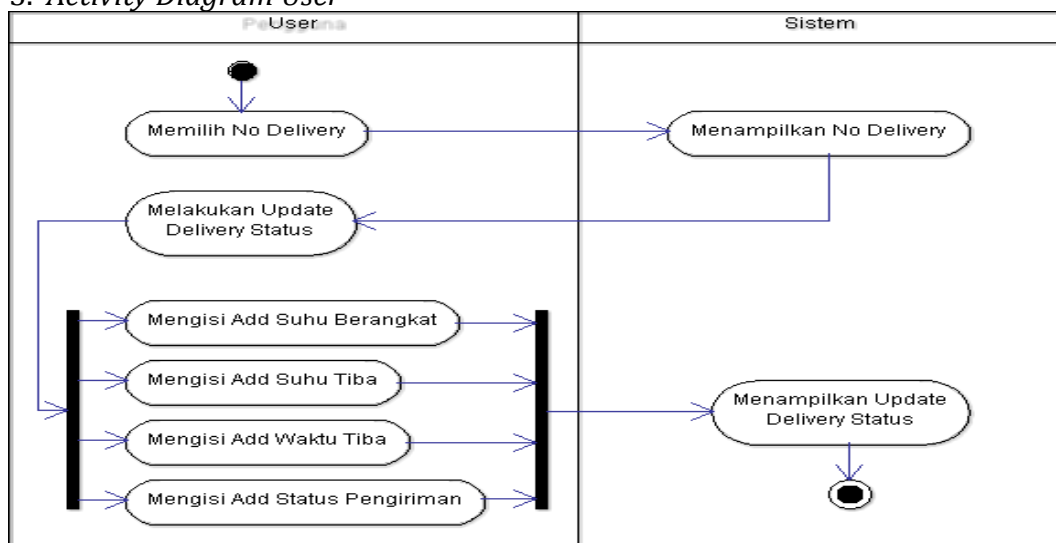 3. Activity Diagram User
User
Sistem
Memilih No Delivery
Menampilkan No Delivery
Melakukan Update
Delivery Status
Mengisi Add Suhu Berangkat
Mengisi Add Suhu Tiba
Mengisi Add Waktu Tiba
Mengisi Add Status Pengiriman
Menampilkan Update
Delivery Status